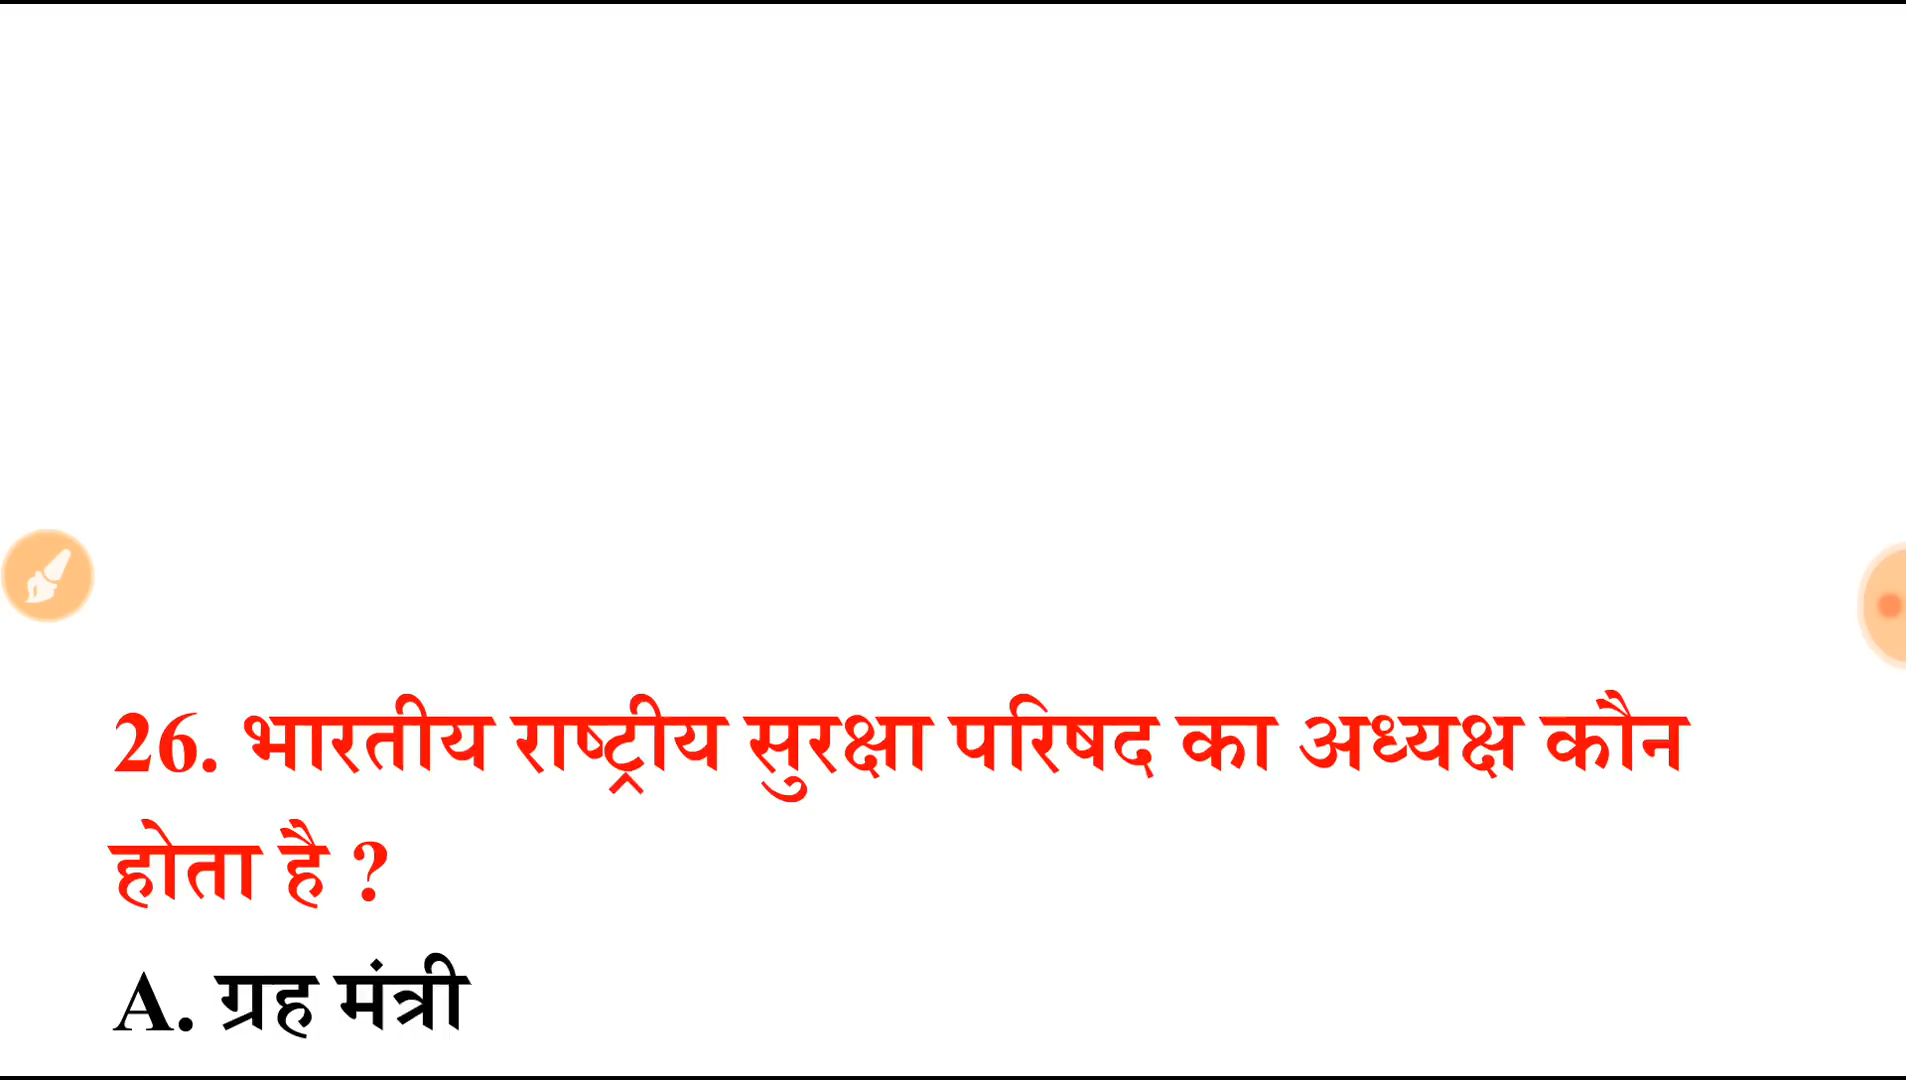 26. भारतीय राष्ट्रीय सुरक्षा परिषद का अध्यक्ष कौन
होता है ?
A. ग्रह मंत्री